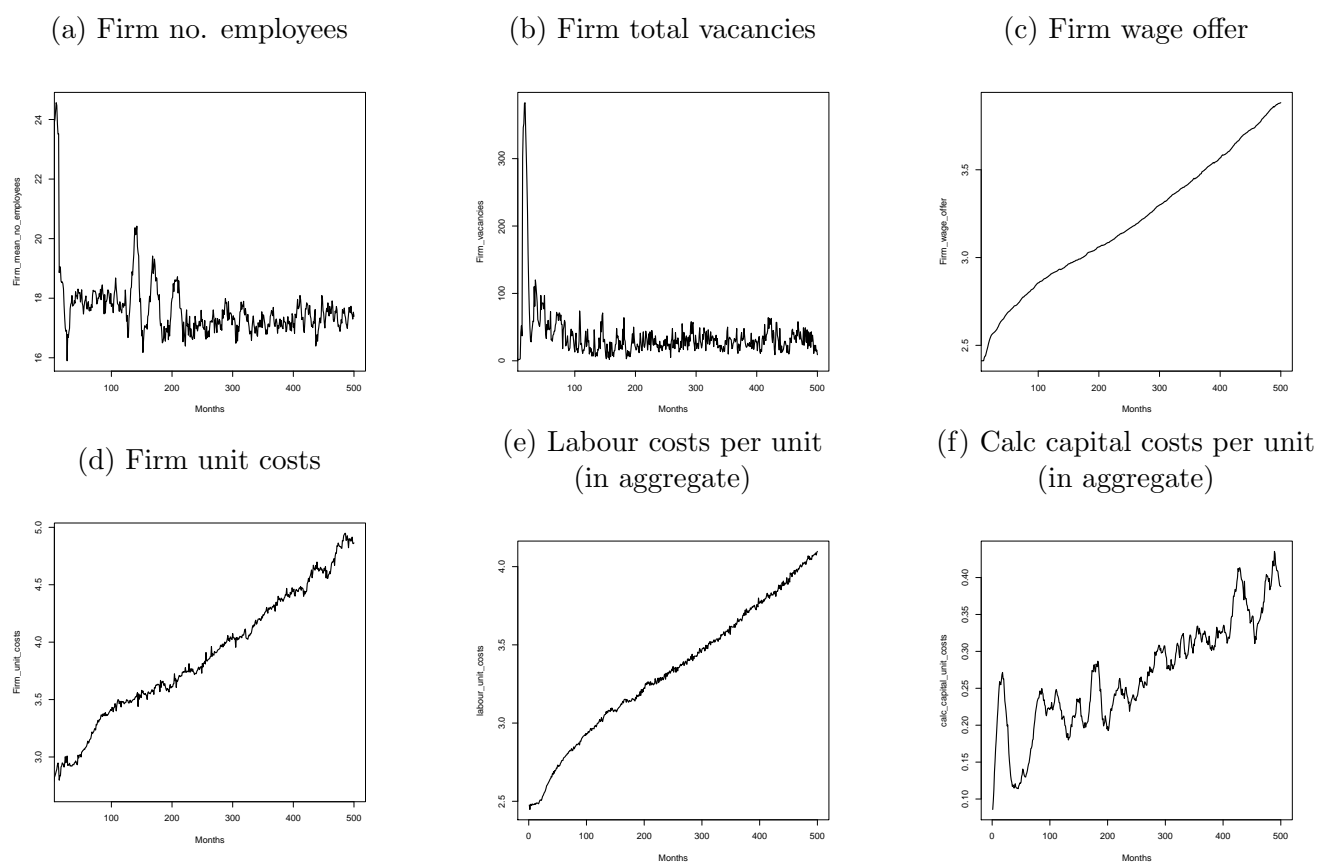 (a) Firm no. employees
(b) Firm total vacancies
(c) Firm wage offer
Firm_mean_no_employees
24
22
20
18
16
100 200 300 400 500
Months
Firm_vacancies
300
200
100
0
100 200 300 400 500
Months
Firm_wage_offer
3.5
3.0
2.5
100 200 300 400 500
Months
(d) Firm unit costs
(e) Labour costs per unit
(in aggregate)
(f) Calc capital costs per unit
(in aggregate)
Firm_unit_costs
5.0
4.5
4.0
3.5
3.0
100 200 300 400 500
Months
labour_unit_costs
4.0
3.5
3.0
2.5
0 100 200 300 400 500
Months
calc_capital_unit_costs
0.40
0.35
0.30
0.25
0.20
0.15
0.10
0 100 200 300 400 500
Months